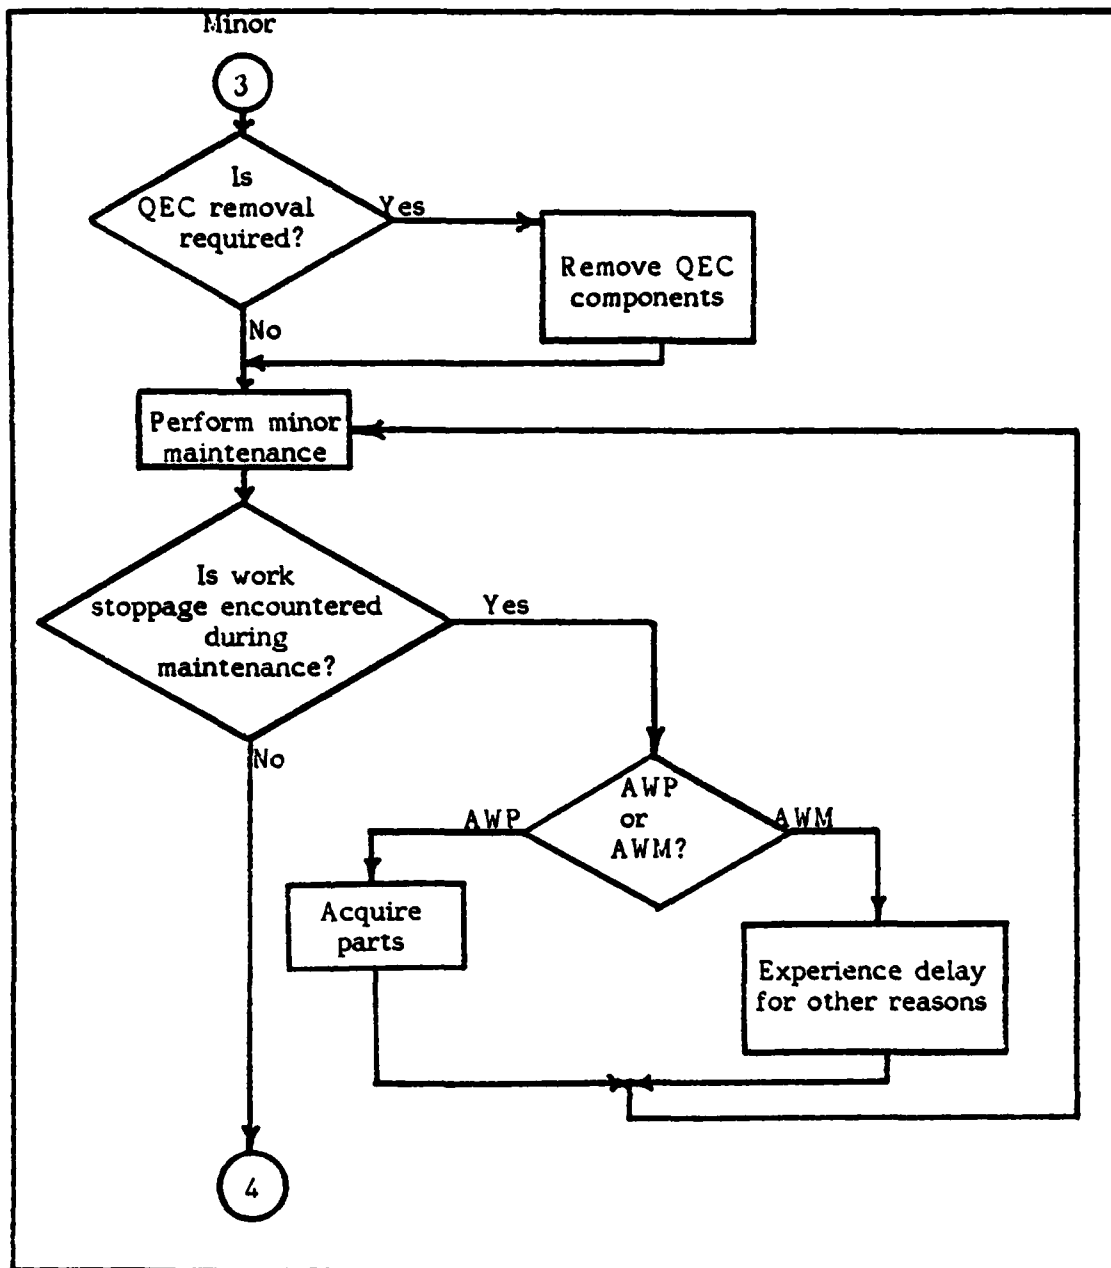 Minor
3
Is
QEC removal
required?
Yes
Remove QEC
components
No
Perform minor
maintenance
Is work
stoppage encountered
during
maintenance?
Yes
No
AWP
or
AWM?
AWP
AWM
Acquire
parts
Experience delay
for other reasons
4